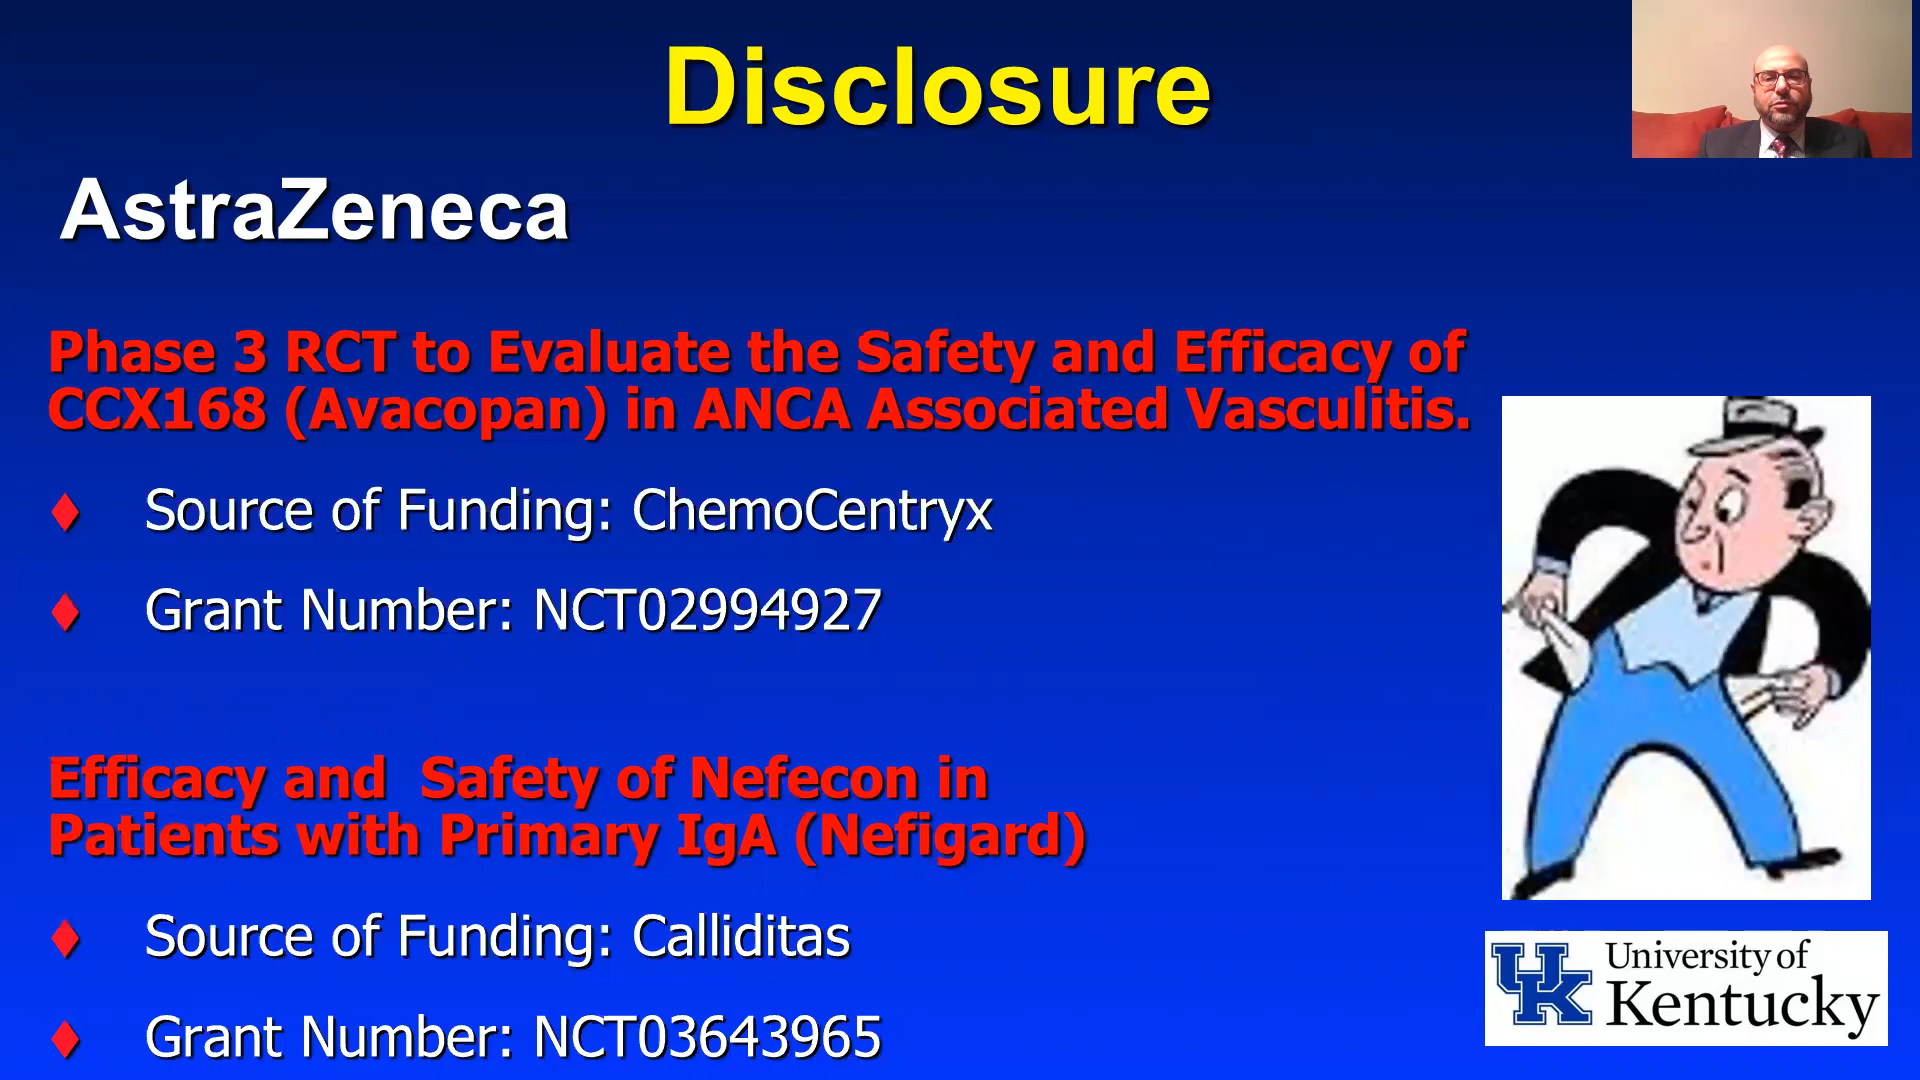 Disclosure
AstraZeneca
Phase 3 RCT to Evaluate the Safety and Efficacy of
CCX168 (Avacopan) in ANCA Associated Vasculitis.
Source of Funding: ChemoCentryx
Grant Number: NCT02994927
Efficacy and Safety of Nefecon in
Patients with Primary IgA (Nefigard)
Source of Funding: Calliditas
Grant Number: NCT03643965
UK University of
Kentucky